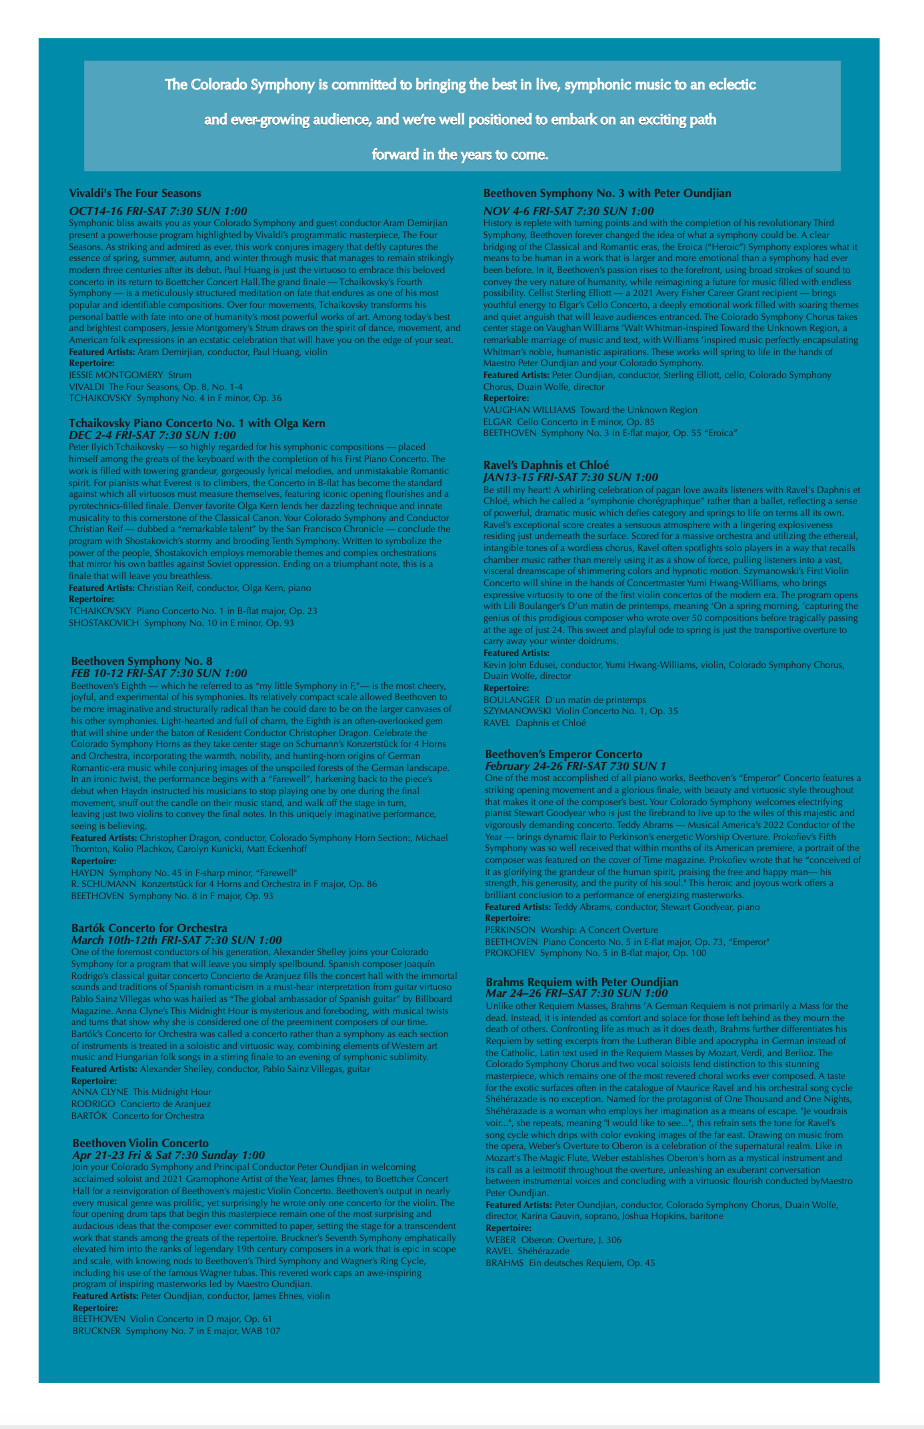 The Colorado Symphony is committed to bringing the best in live, symphonic music to an eclectic
and ever-growing audience, and we're well positioned to embark on an exciting path
forward in the years to come.
Vivaldi's The Four Seasons
OCT14-16 FRI-SAT 7:30 SUN 1:00
Symphonic bliss awaits you as your Colorado Symphony and guest conductor Aram Demirjian
present a powerhouse program highlighted by Vivaldi's programmatic masterpiece, The Four
Seasons. As striking and admired as ever, this work conjures imagery that deftly captures the
essence of spring, summer, autumn, and winter through music that manages to remain strikingly
modern three centuries after its debut. Paul Huang is just the virtuoso to embrace this beloved
concerto in its return to Boettcher Concert Hall.The grand finale — Tchaikovsky's Fourth
Symphony — is a meticulously structured meditation on fate that endures as one of his most
popular and identifiable compositions. Over four movements, Tchaikovsky transforms his
personal battle with fate into one of humanity's most powerful works of art. Among today's best
and brightest composers, Jessie Montgomery's Strum draws on the spirit of dance, movement, and
American folk expressions in an ecstatic celebration that will have you on the edge of your seat.
Featured Artists: Aram Demirjian, conductor, Paul Huang, violin
Repertoire:
JESSIE MONTGOMERY Strum
VIVALDI The Four Seasons, Op. 8, No. 1-4
TCHAIKOVSKY Symphony No. 4 in F minor, Op. 36
Tchaikovsky Piano Concerto No. 1 with Olga Kern
DEC 2-4 FRI-SAT 7:30 SUN 1:00
Peter Ilyich Tchaikovsky — so highly regarded for his symphonic compositions — placed
himself among the greats of the keyboard with the completion of his First Piano Concerto. The
work is filled with towering grandeur, gorgeously lyrical melodies, and unmistakable Romantic
spirit. For pianists what Everest is to climbers, the Concerto in B-flat has become the standard
against which all virtuosos must measure themselves, featuring iconic opening flourishes and a
pyrotechnics-filled finale. Denver favorite Olga Kern lends her dazzling technique and innate
musicality to this cornerstone of the Classical Canon. Your Colorado Symphony and Conductor
Christian Reif — dubbed a "remarkable talent" by the San Francisco Chronicle — conclude the
program with Shostakovich's stormy and brooding Tenth Symphony. Written to symbolize the
power of the people, Shostakovich employs memorable themes and complex orchestrations
that mirror his own battles against Soviet oppression. Ending on a triumphant note, this is a
finale that will leave you breathless.
Featured Artists: Christian Reif, conductor, Olga Kern, piano
Repertoire:
TCHAIKOVSKY Piano Concerto No. 1 in B-flat major, Op. 23
SHOSTAKOVICH Symphony No. 10 in E minor, Op. 93
Beethoven Symphony No. 8
FEB 10-12 FRI-SAT 7:30 SUN 1:00
Beethoven's Eighth — which he referred to as "my little Symphony in F,"— is the most cheery,
joyful, and experimental of his symphonies. Its relatively compact scale allowed Beethoven to
be more imaginative and structurally radical than he could dare to be on the larger canvases of
his other symphonies. Light-hearted and full of charm, the Eighth is an often-overlooked gem
that will shine under the baton of Resident Conductor Christopher Dragon. Celebrate the
Colorado Symphony Horns as they take center stage on Schumann's Konzertstück for 4 Horns
and Orchestra, incorporating the warmth, nobility, and hunting-horn origins of German
Romantic-era music while conjuring images of the unspoiled forests of the German landscape.
In an ironic twist, the performance begins with a "Farewell", harkening back to the piece's
debut when Haydn instructed his musicians to stop playing one by one during the final
movement, snuff out the candle on their music stand, and walk off the stage in turn,
leaving just two violins to convey the final notes. In this uniquely imaginative performance,
seeing is believing.
Featured Artists: Christopher Dragon, conductor, Colorado Symphony Horn Section:, Michael
Thornton, Kolio Plachkov, Carolyn Kunicki, Matt Eckenhoff
Repertoire:
HAYDN Symphony No. 45 in F-sharp minor, "Farewell"
R. SCHUMANN Konzertstück for 4 Horns and Orchestra in F major, Op. 86
BEETHOVEN Symphony No. 8 in F major, Op. 93
Bartók Concerto for Orchestra
March 10th-12th FRI-SAT 7:30 SUN 1:00
One of the foremost conductors of his generation, Alexander Shelley joins your Colorado
Symphony for a program that will leave you simply spellbound. Spanish composer Joaquín
Rodrigo's classical guitar concerto Concierto de Aranjuez fills the concert hall with the immortal
sounds and traditions of Spanish romanticism in a must-hear interpretation from guitar virtuoso
Pablo Sainz Villegas who was hailed as "The global ambassador of Spanish guitar" by Billboard
Magazine. Anna Clyne's This Midnight Hour is mysterious and foreboding, with musical twists
and turns that show why she is considered one of the preeminent composers of our time.
Bartók's Concerto for Orchestra was called a concerto rather than a symphony as each section
of instruments is treated in a soloistic and virtuosic way, combining elements of Western art
music and Hungarian folk songs in a stirring finale to an evening of symphonic sublimity.
Featured Artists: Alexander Shelley, conductor, Pablo Sainz Villegas, guitar
Repertoire:
ANNA CLYNE This Midnight Hour
RODRIGO Concierto de Aranjuez
BARTÓK Concerto for Orchestra
Beethoven Violin Concerto
Apr 21-23 Fri & Sat 7:30 Sunday 1:00
Join your Colorado Symphony and Principal Conductor Peter Oundjian in welcoming
acclaimed soloist and 2021 Gramophone Artist of the Year, James Ehnes, to Boettcher Concert
Hall for a reinvigoration of Beethoven's majestic Violin Concerto. Beethoven's output in nearly
every musical genre was prolific, yet surprisingly he wrote only one concerto for the violin. The
four opening drum taps that begin this masterpiece remain one of the most surprising and
audacious ideas that the composer ever committed to paper, setting the stage for a transcendent
work that stands among the greats of the repertoire. Bruckner's Seventh Symphony emphatically
elevated him into the ranks of legendary 19th century composers in a work that is epic in scope
and scale, with knowing nods to Beethoven's Third Symphony and Wagner's Ring Cycle,
including his use of the famous Wagner tubas. This revered work caps an awe-inspiring
program of inspiring masterworks led by Maestro Oundjian.
Featured Artists: Peter Oundjian, conductor, James Ehnes, violin
Repertoire:
BEETHOVEN Violin Concerto in D major, Op. 61
BRUCKNER Symphony No. 7 in E major, WAB 107
Beethoven Symphony No. 3 with Peter Oundjian
NOV 4-6 FRI-SAT 7:30 SUN 1:00
History is replete with turning points and with the completion of his revolutionary Third
Symphony, Beethoven forever changed the idea of what a symphony could be. A clear
bridging of the Classical and Romantic eras, the Eroica ("Heroic") Symphony explores what it
means to be human in a work that is larger and more emotional than a symphony had ever
been before. In it, Beethoven's passion rises to the forefront, using broad strokes of sound to
convey the very nature of humanity, while reimagining a future for music filled with endless
possibility. Cellist Sterling Elliott — a 2021 Avery Fisher Career Grant recipient — brings
youthful energy to Elgar's Cello Concerto, a deeply emotional work filled with soaring themes
and quiet anguish that will leave audiences entranced. The Colorado Symphony Chorus takes
center stage on Vaughan Williams 'Walt Whitman-inspired Toward the Unknown Region, a
remarkable marriage of music and text, with Williams 'inspired music perfectly encapsulating
Whitman's noble, humanistic aspirations. These works will spring to life in the hands of
Maestro Peter Oundjian and your Colorado Symphony.
Featured Artists: Peter Oundjian, conductor, Sterling Elliott, cello, Colorado Symphony
Chorus, Duain Wolfe, director
Repertoire:
VAUGHAN WILLIAMS Toward the Unknown Region
ELGAR Cello Concerto in E minor, Op. 85
BEETHOVEN Symphony No. 3 in E-flat major, Op. 55 "Eroica"
Ravel's Daphnis et Chloé
JAN13-15 FRI-SAT 7:30 SUN 1:00
Be still my heart! A whirling celebration of pagan love awaits listeners with Ravel's Daphnis et
Chloé, which he called a "symphonie chorégraphique" rather than a ballet, reflecting a sense
of powerful, dramatic music which defies category and springs to life on terms all its own.
Ravel's exceptional score creates a sensuous atmosphere with a lingering explosiveness
residing just underneath the surface. Scored for a massive orchestra and utilizing the ethereal,
intangible tones of a wordless chorus, Ravel often spotlights solo players in a way that recalls
chamber music rather than merely using it as a show of force, pulling listeners into a vast,
visceral dreamscape of shimmering colors and hypnotic motion. Szymanowski's First Violin
Concerto will shine in the hands of Concertmaster Yumi Hwang-Williams, who brings
expressive virtuosity to one of the first violin concertos of the modern era. The program opens
with Lili Boulanger's D'un matin de printemps, meaning 'On a spring morning, 'capturing the
genius of this prodigious composer who wrote over 50 compositions before tragically passing
at the age of just 24. This sweet and playful ode to spring is just the transportive overture to
carry away your winter doldrums.
Featured Artists:
Kevin John Edusei, conductor, Yumi Hwang-Williams, violin, Colorado Symphony Chorus,
Duain Wolfe, director
Repertoire:
BOULANGER D'un matin de printemps
SZYMANOWSKI Violin Concerto No. 1, Op. 35
RAVEL Daphnis et Chloé
Beethoven's Emperor Concerto
February 24-26 FRI-SAT 730 SUN 1
One of the most accomplished of all piano works, Beethoven's "Emperor" Concerto features a
striking opening movement and a glorious finale, with beauty and virtuosic style throughout
that makes it one of the composer's best. Your Colorado Symphony welcomes electrifying
pianist Stewart Goodyear who is just the firebrand to live up to the wiles of this majestic and
vigorously demanding concerto. Teddy Abrams — Musical America's 2022 Conductor of the
Year — brings dynamic flair to Perkinson's energetic Worship Overture. Prokofiev's Fifth
Symphony was so well received that within months of its American premiere, a portrait of the
composer was featured on the cover of Time magazine. Prokofiev wrote that he "conceived of
it as glorifying the grandeur of the human spirit, praising the free and happy man— his
strength, his generosity, and the purity of his soul." This heroic and joyous work offers a
brilliant conclusion to a performance of energizing masterworks.
Featured Artists: Teddy Abrams, conductor, Stewart Goodyear, piano
Repertoire:
PERKINSON Worship: A Concert Overture
BEETHOVEN Piano Concerto No. 5 in E-flat major, Op. 73, "Emperor"
PROKOFIEV Symphony No. 5 in B-flat major, Op. 100
Brahms Requiem with Peter Oundjian
Mar 24–26 FRI–SAT 7:30 SUN 1:00
Unlike other Requiem Masses, Brahms 'A German Requiem is not primarily a Mass for the
dead. Instead, it is intended as comfort and solace for those left behind as they mourn the
death of others. Confronting life as much as it does death, Brahms further differentiates his
Requiem by setting excerpts from the Lutheran Bible and apocrypha in German instead of
the Catholic, Latin text used in the Requiem Masses by Mozart, Verdi, and Berlioz. The
Colorado Symphony Chorus and two vocal soloists lend distinction to this stunning
masterpiece, which remains one of the most revered choral works ever composed. A taste
for the exotic surfaces often in the catalogue of Maurice Ravel and his orchestral song cycle
Shéhérazade is no exception. Named for the protagonist of One Thousand and One Nights,
Shéhérazade is a woman who employs her imagination as a means of escape. "Je voudrais
voir...", she repeats, meaning "I would like to see...", this refrain sets the tone for Ravel's
song cycle which drips with color evoking images of the far east. Drawing on music from
the opera, Weber's Overture to Oberon is a celebration of the supernatural realm. Like in
Mozart's The Magic Flute, Weber establishes Oberon's horn as a mystical instrument and
its call as a leitmotif throughout the overture, unleashing an exuberant conversation
between instrumental voices and concluding with a virtuosic flourish conducted byMaestro
Peter Oundjian.
Featured Artists: Peter Oundjian, conductor, Colorado Symphony Chorus, Duain Wolfe,
director, Karina Gauvin, soprano, Joshua Hopkins, baritone
Repertoire:
WEBER Oberon: Overture, J. 306
RAVEL Shéhérazade
BRAHMS Ein deutsches Requiem, Op. 45